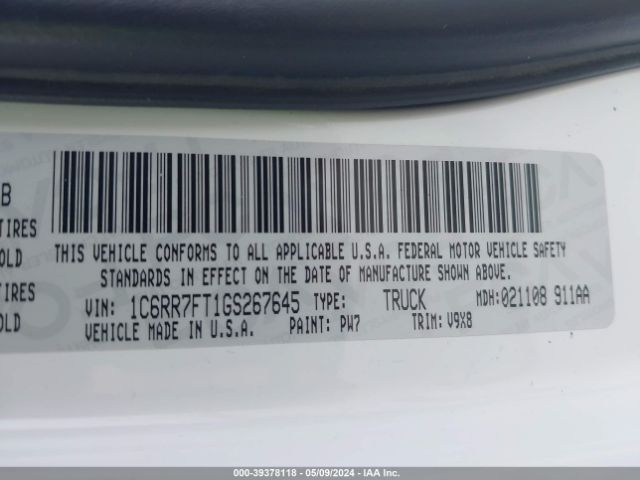 B
TIRES
OLD
TIRES
OLD
THIS VEHICLE CONFORMS TO ALL APPLICABLE U.S.A. FEDERAL MOTOR VEHICLE SAFETY
STANDARDS IN EFFECT ON THE DATE OF MANUFACTURE SHOWN ABOVE.
VIN: 1C6RR7FT1GS267645 TYPE: TRUCK MDH:021108 911AA
VEHICLE MADE IN U.S.A. PAINT: PW7 TRIM: V9X8
000-39378118 - 05/09/2024 - IAA Inc.